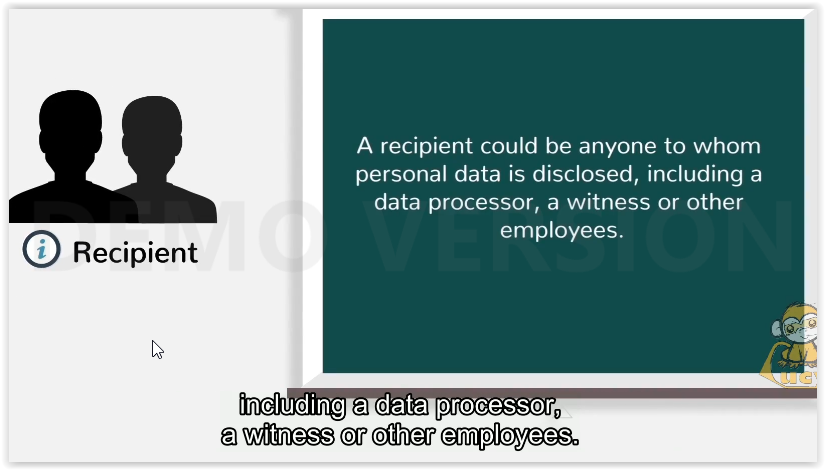 A recipient could be anyone to whom
personal data is disclosed, including a
data processor, a witness or other
employees.
DEMO VERSION
i Recipient
including a data processor,
a witness or other employees.